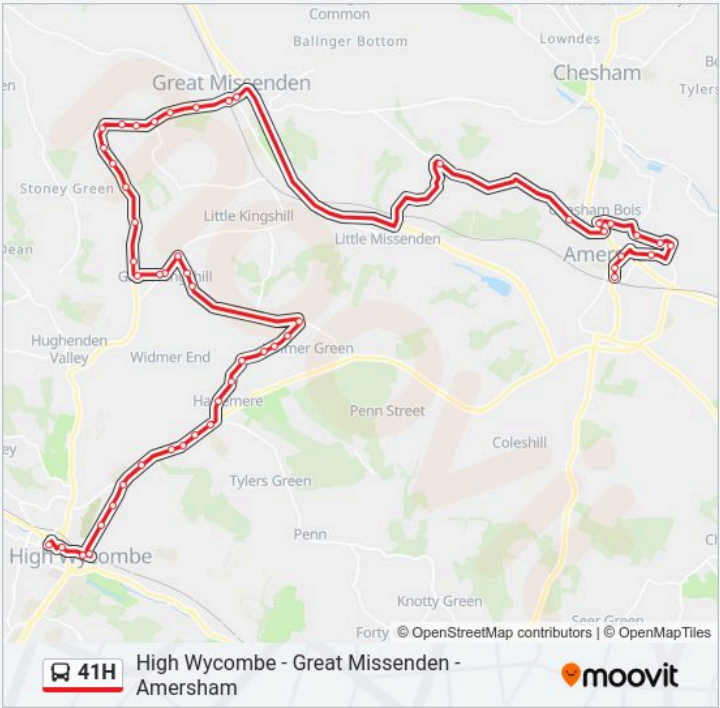 Common
Balinger Bottom
Lowndes
Great Missenden
Chesham
Tylers
Stoney Green
Little Kingshill
Chesham Bois
Little Missenden
Hughenden
Valley
Widmer End
Penn Street
Coleshill
Tylers Green
Penn
High Wycombe
Knotty Green
Seer Green
Forty
© OpenStreetMap contributors | © OpenMapTiles
41H
High Wycombe - Great Missenden -
Amersham
moovit